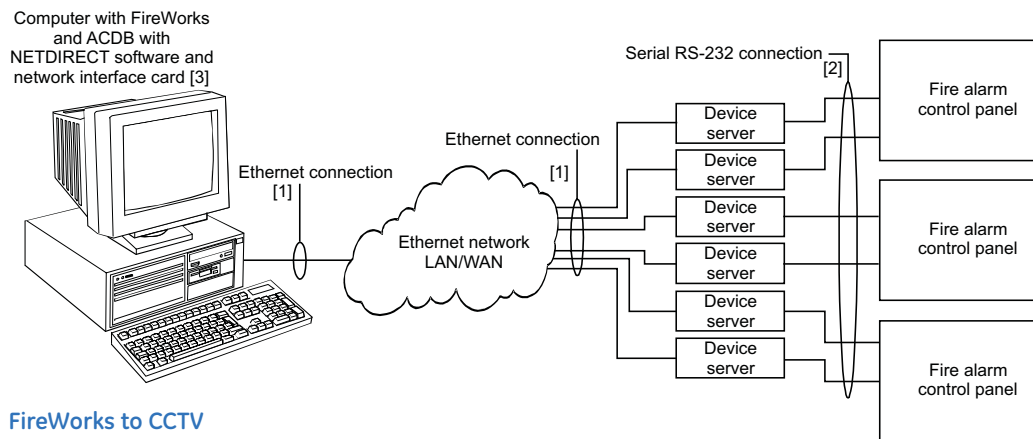 Computer with FireWorks
and ACDB with
NETDIRECT software and
network interface card [3]
Ethernet connection
[1]
Ethernet network
LAN/WAN
Ethernet connection
[1]
Serial RS-232 connection
[2]
Device
server
Device
server
Device
server
Device
server
Device
server
Device
server
Fire alarm
control panel
Fire alarm
control panel
Fire alarm
control panel
FireWorks to CCTV